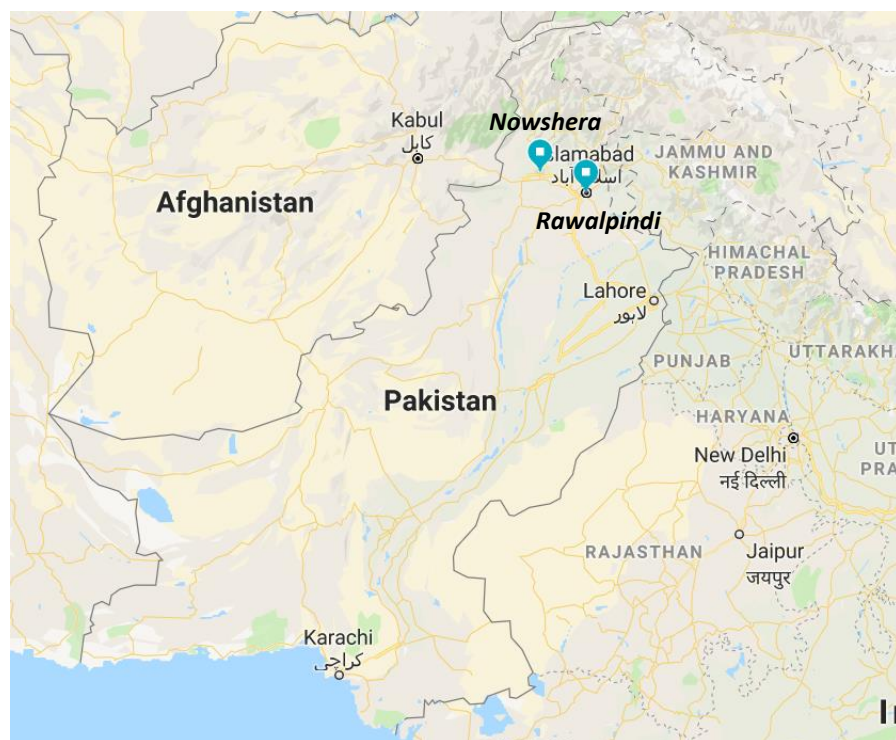 Kabul
کابل
Nowshera
Islamabad
اسلام آباد
JAMMU AND
KASHMIR
Afghanistan
Rawalpindi
HIMACHAL
PRADESH
Lahore
لاہور
PUNJAB
UTTARAKH
Pakistan
HARYANA
New Delhi
नई दिल्ली
UT
PRA
RAJASTHAN
Jaipur
जयपुर
Karachi
کراچی
I